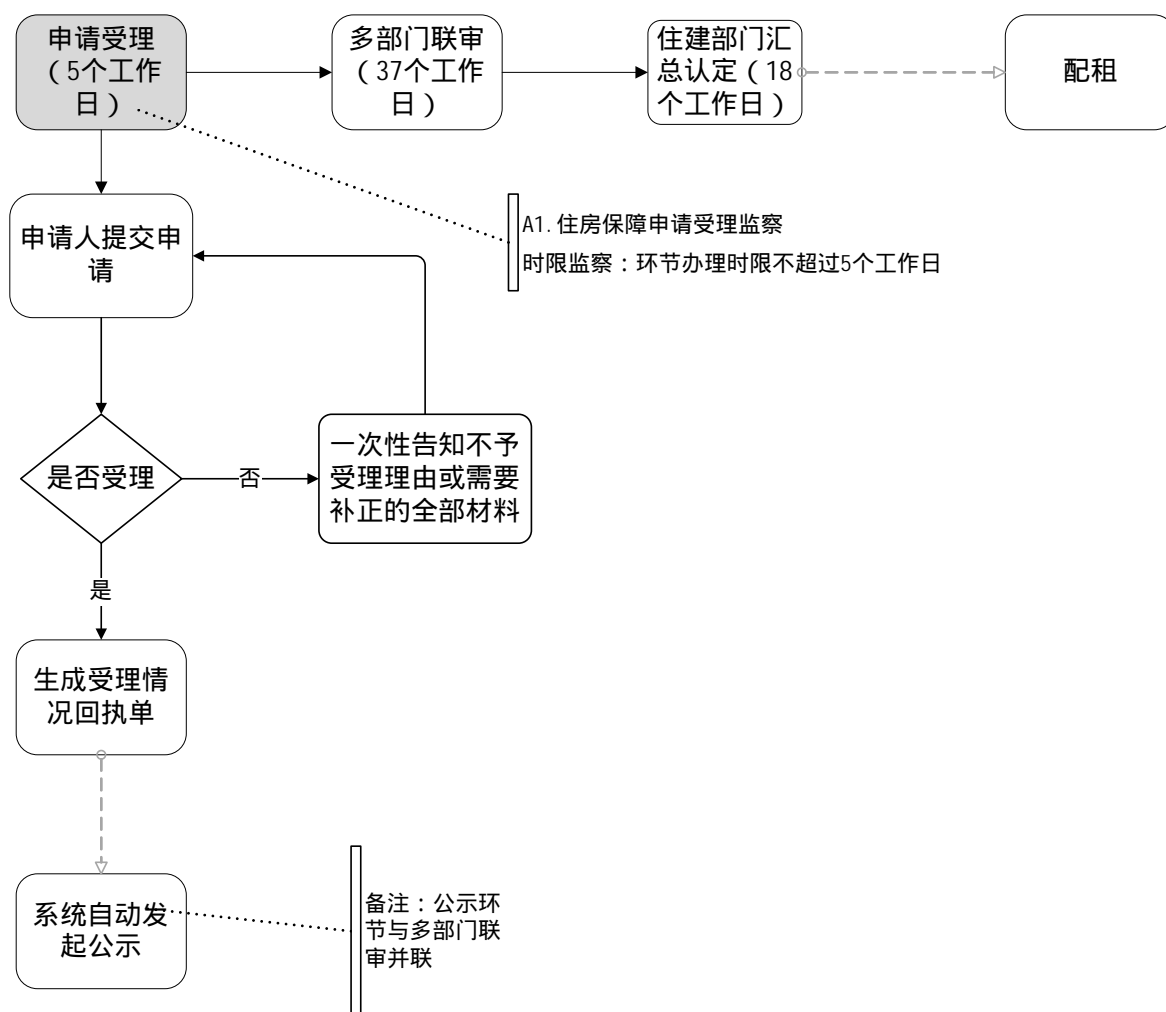 申请受理
（5个工作
日）
多部门联审
（37个工作
日）
住建部门汇
总认定（18
个工作日）
配租
A1.住房保障申请受理监察
时限监察：环节办理时限不超过5个工作日
申请人提交申
请
是否受理
否
一次性告知不予
受理理由或需要
补正的全部材料
是
生成受理情
况回执单
系统自动发
起公示
备注：公示环
节与多部门联
审并联